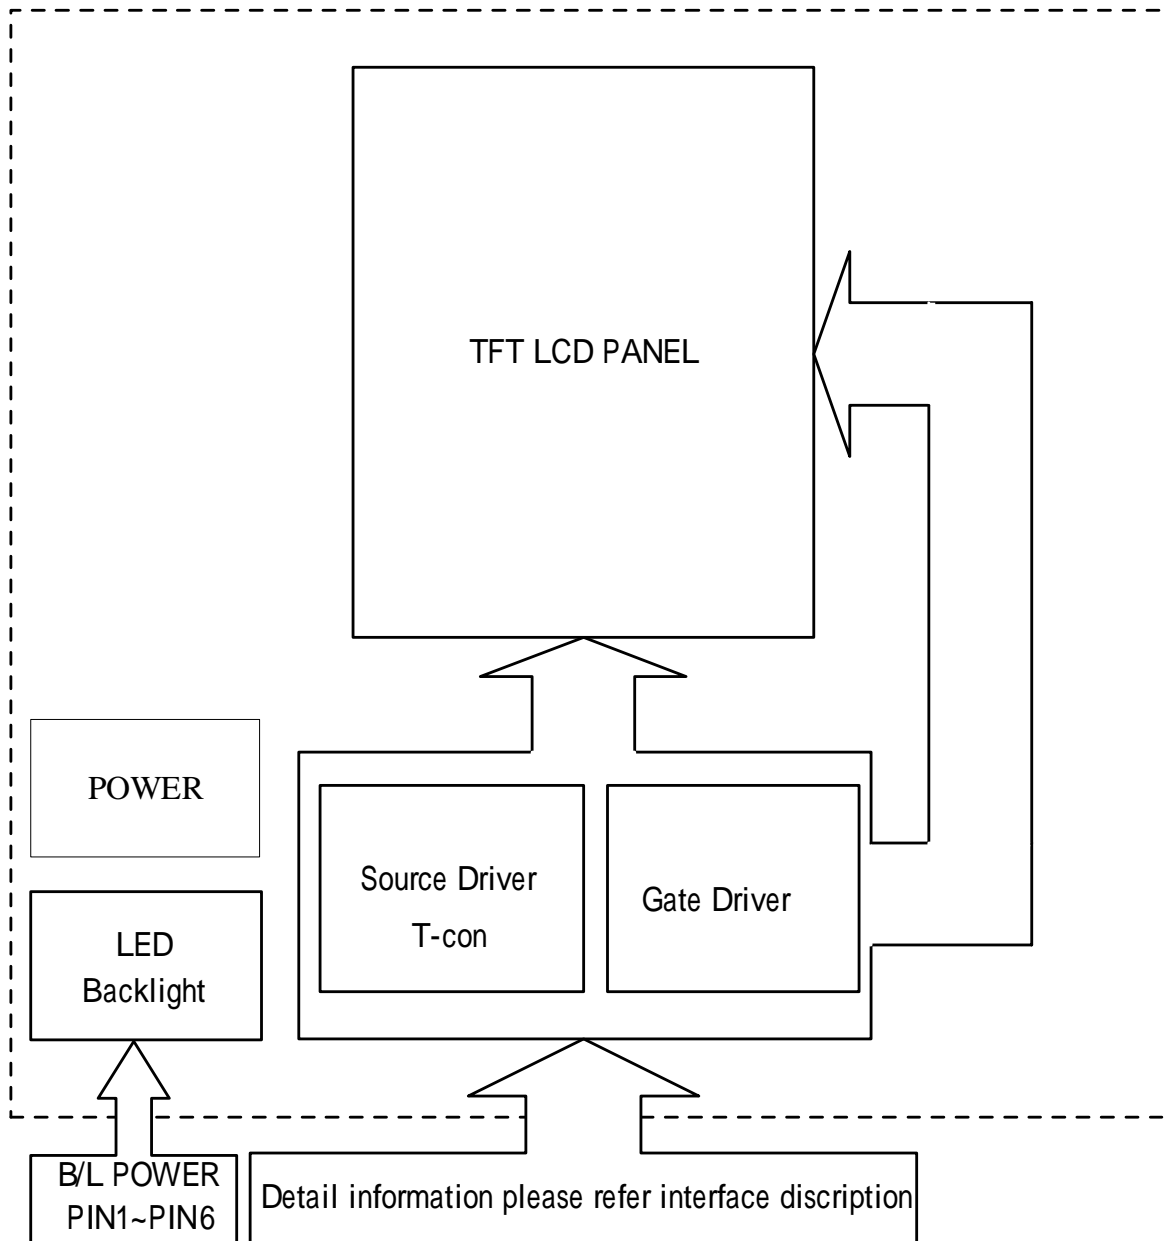 TFT LCD PANEL
POWER
Source Driver
T-con
Gate Driver
LED
Backlight
B/L POWER
PIN1~PIN6
Detail information please refer interface discription